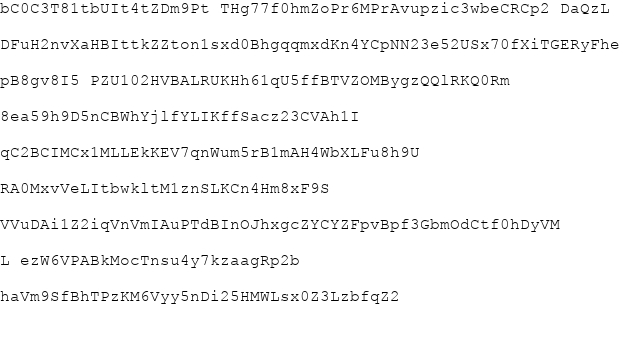 bC0C3T81tbUIt4tZDm9Pt THg77f0hmZoPr6MPrAvupzic3wbeCRCp2 DaQzL
DFuH2nvXaHBIttkZZton1sxd0BhgqqmxdKn4YCpNN23e52USx70fXiTGERyFhe
pB8gv8I5 PZU102HVBALRUKHh61qU5ffBTVZOMBygzQQlRKQ0Rm
8ea59h9D5nCBWhYjlfYLIKffSacz23CVAh1I
qC2BCIMCx1MLLEkKEV7qnWum5rB1mAH4WbXLFu8h9U
RA0MxvVeLItbwkltM1znSLKCn4Hm8xF9S
VVuDAi1Z2iqVnVmIAuPTdBInOJhxgcZYCYZFpvBpf3GbmOdCtf0hDyVM
L ezW6VPABkMocTnsu4y7kzaagRp2b
haVm9SfBhTPzKM6Vyy5nDi25HMWLsx0Z3LzbfqZ2